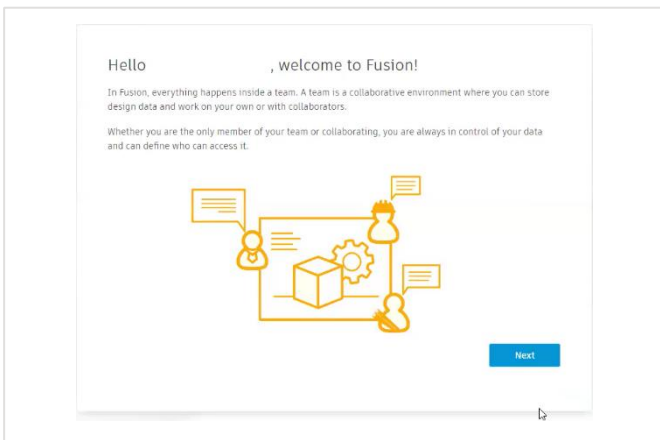 Hello , welcome to Fusion!
In Fusion, everything happens inside a team. A team is a collaborative environment where you can store
design data and work on your own or with collaborators.
Whether you are the only member of your team or collaborating, you are always in control of your data
and can define who can access it.
Next